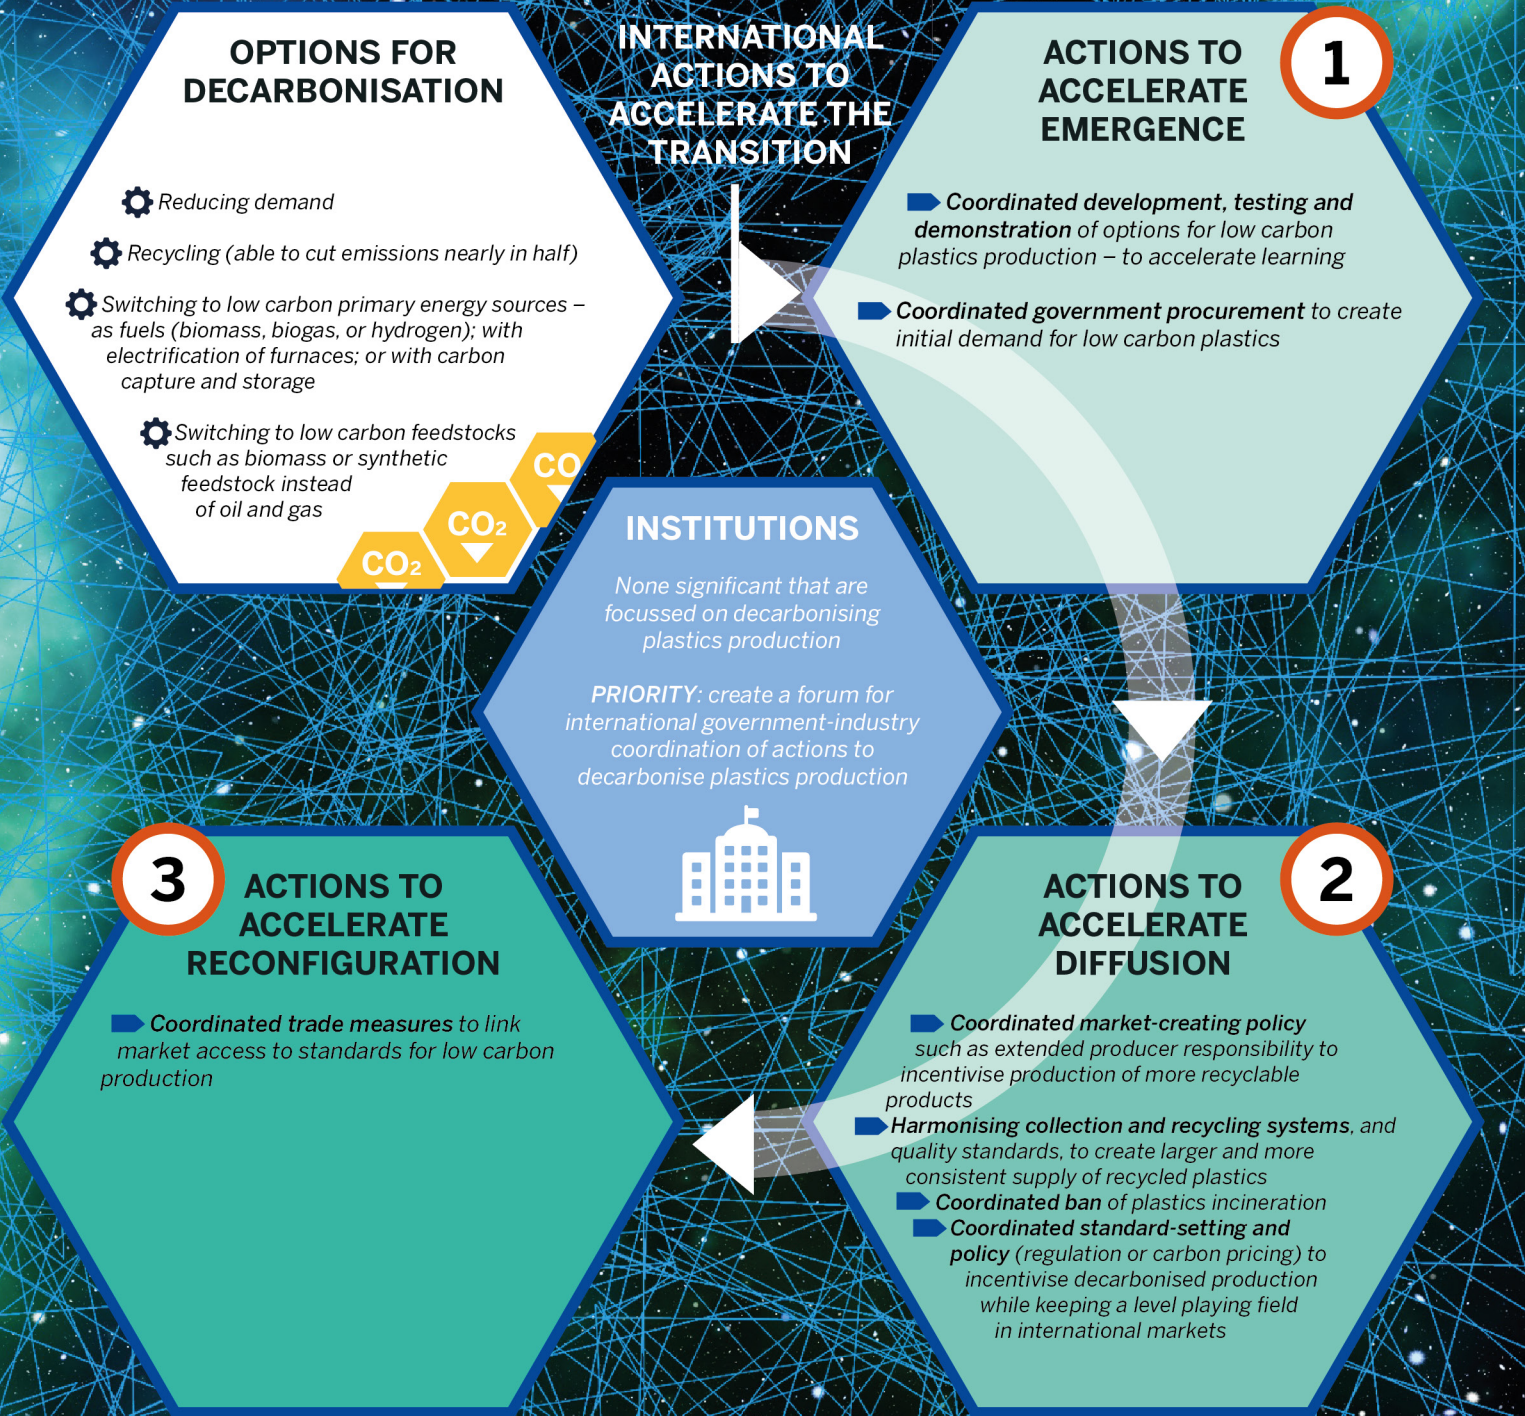 OPTIONS FOR
DECARBONISATION
Reducing demand
Recycling (able to cut emissions nearly in half)
Switching to low carbon primary energy sources –
as fuels (biomass, biogas, or hydrogen); with
electrification of furnaces; or with carbon
capture and storage
Switching to low carbon feedstocks
such as biomass or synthetic
feedstock instead
of oil and gas
CO
CO₂
CO₂
INTERNATIONAL
ACTIONS TO
ACCELERATE THE
TRANSITION
1
ACTIONS TO
ACCELERATE
EMERGENCE
Coordinated development, testing and
demonstration of options for low carbon
plastics production – to accelerate learning
Coordinated government procurement to create
initial demand for low carbon plastics
INSTITUTIONS
None significant that are
focussed on decarbonising
plastics production
PRIORITY: create a forum for
international government-industry
coordination of actions to
decarbonise plastics production
2
ACTIONS TO
ACCELERATE
DIFFUSION
Coordinated market-creating policy
such as extended producer responsibility to
incentivise production of more recyclable
products
Harmonising collection and recycling systems, and
quality standards, to create larger and more
consistent supply of recycled plastics
Coordinated ban of plastics incineration
Coordinated standard-setting and
policy (regulation or carbon pricing) to
incentivise decarbonised production
while keeping a level playing field
in international markets
3
ACTIONS TO
ACCELERATE
RECONFIGURATION
Coordinated trade measures to link
market access to standards for low carbon
production